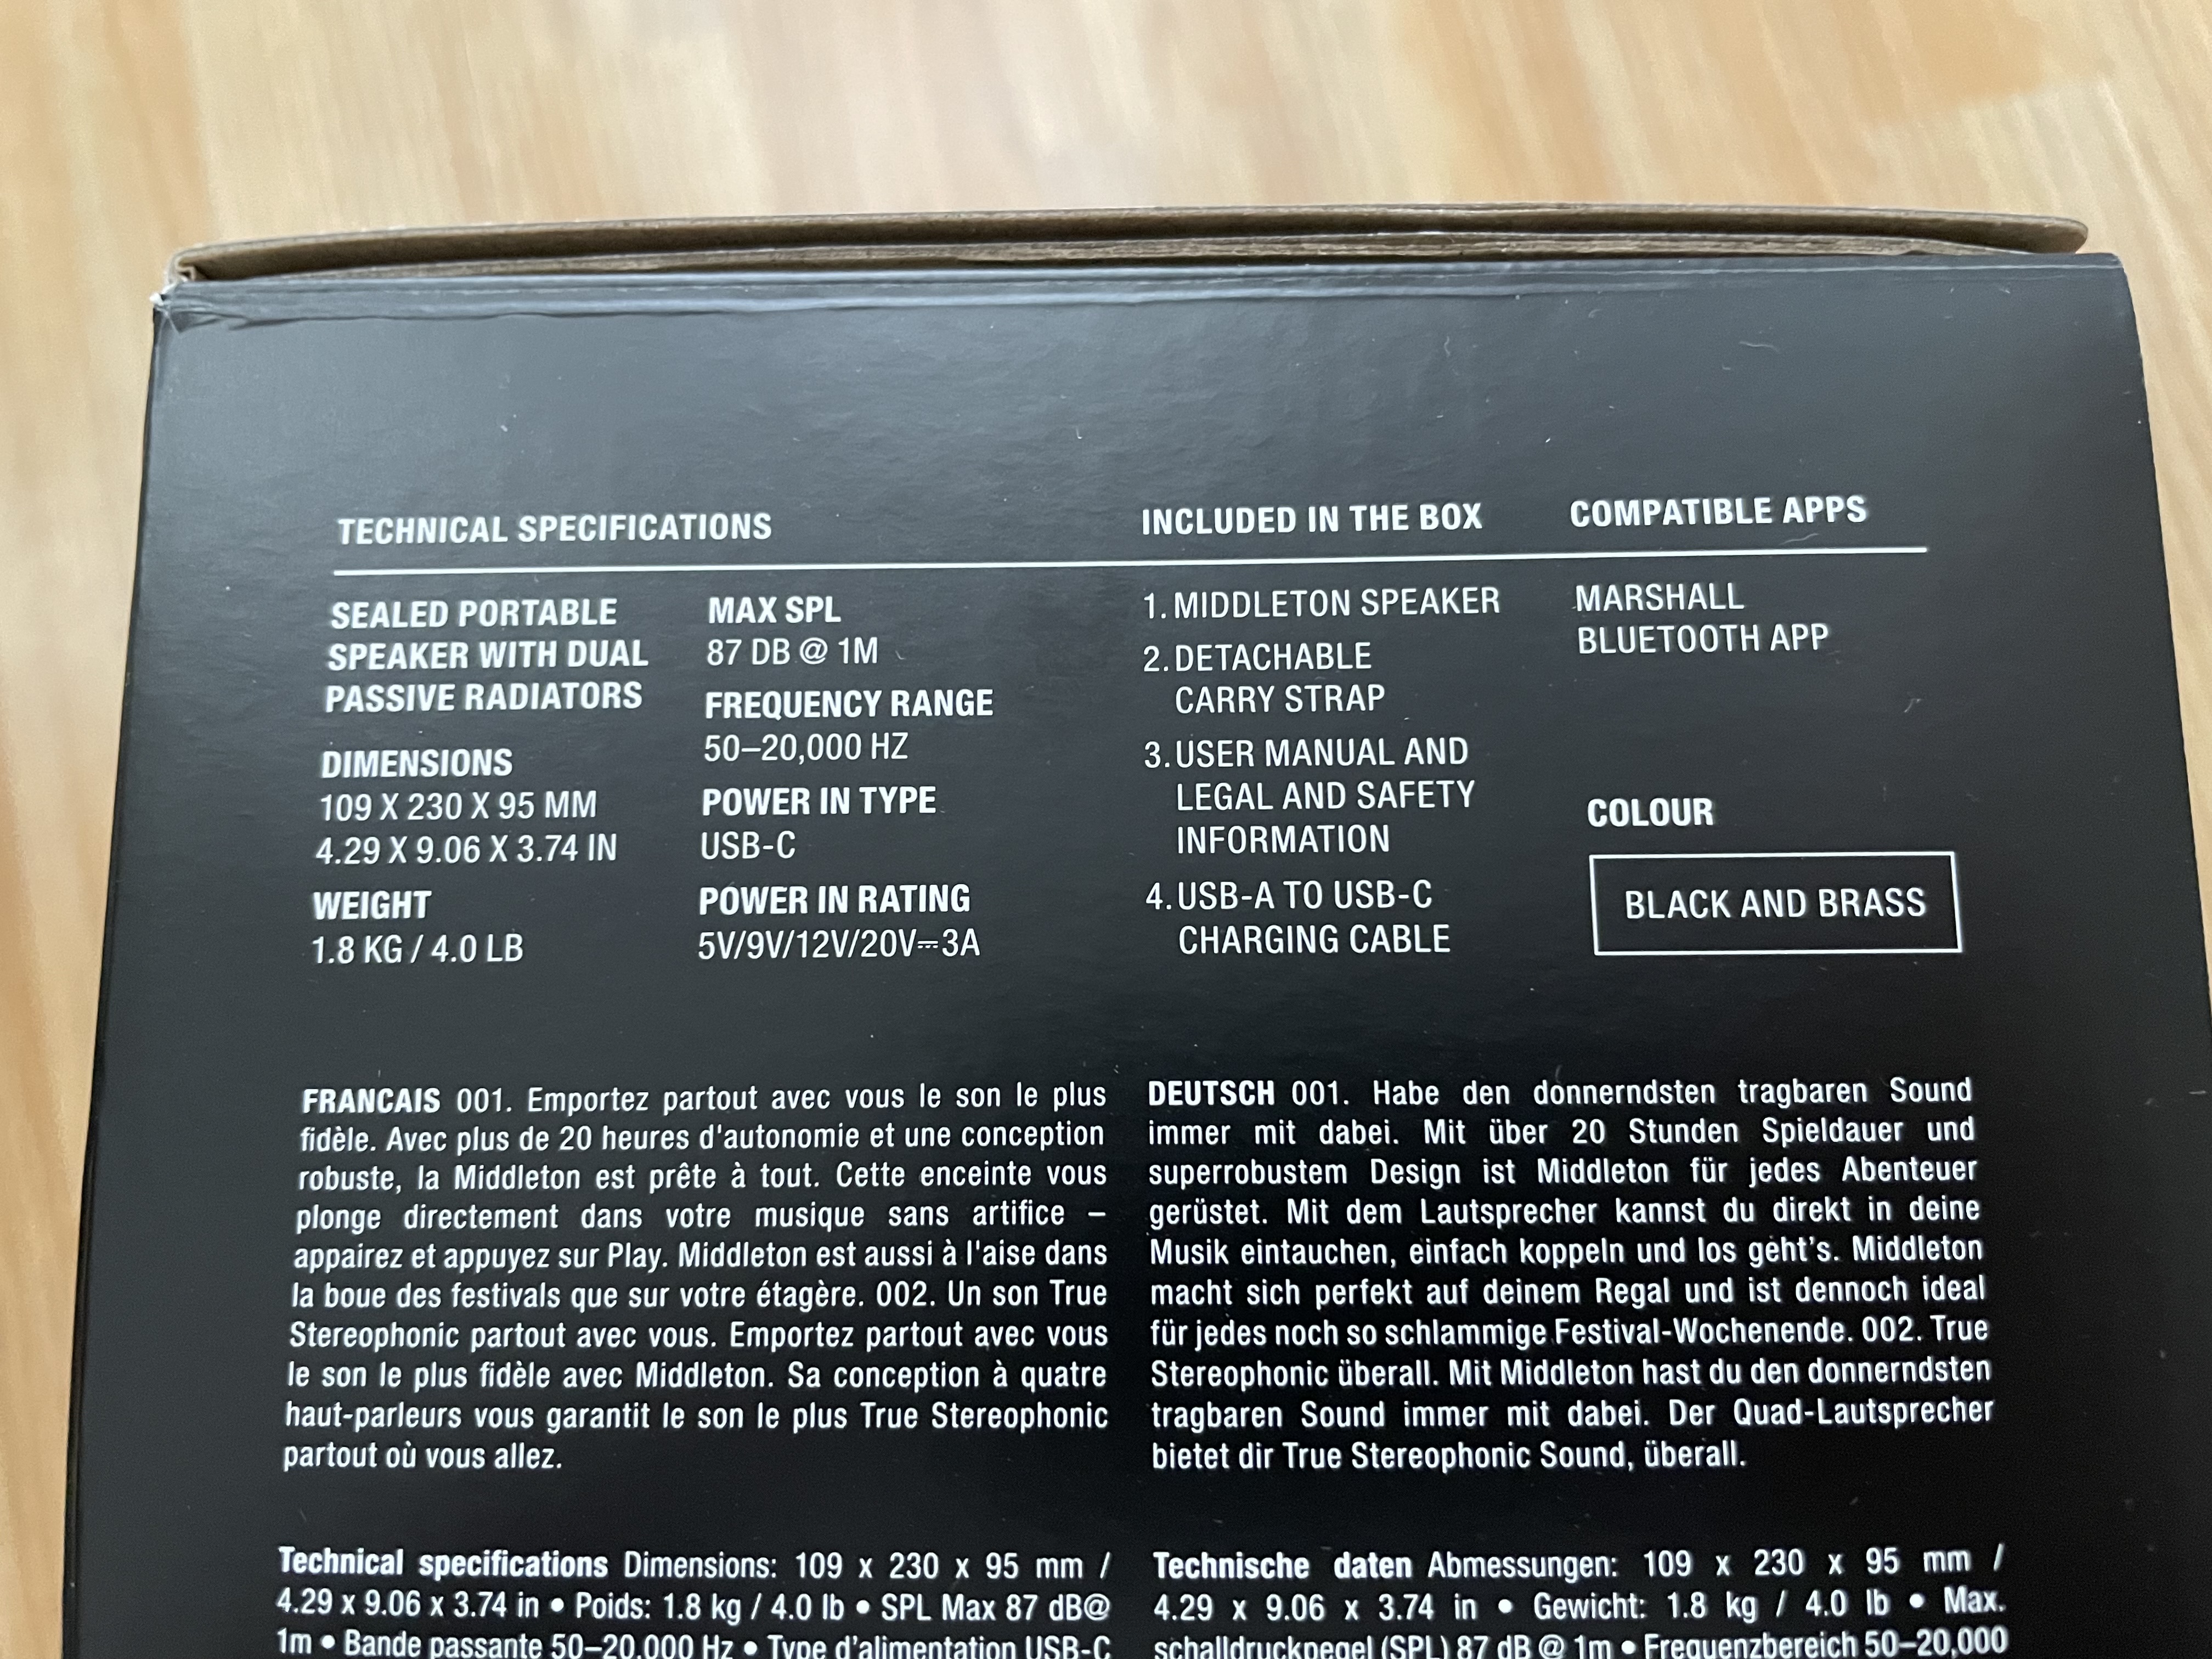 TECHNICAL SPECIFICATIONS
SEALED PORTABLE
SPEAKER WITH DUAL
PASSIVE RADIATORS
DIMENSIONS
109 X 230 X 95 MM
4.29 X 9.06 X 3.74 IN
WEIGHT
1.8 KG / 4.0 LB
MAX SPL
87 DB @ 1M
FREQUENCY RANGE
50–20,000 HZ
POWER IN TYPE
USB-C
POWER IN RATING
5V/9V/12V/20V⎓3A
INCLUDED IN THE BOX
1. MIDDLETON SPEAKER
2. DETACHABLE
CARRY STRAP
3. USER MANUAL AND
LEGAL AND SAFETY
INFORMATION
4. USB-A TO USB-C
CHARGING CABLE
COMPATIBLE APPS
MARSHALL
BLUETOOTH APP
COLOUR
BLACK AND BRASS
FRANCAIS 001. Emportez partout avec vous le son le plus
fidèle. Avec plus de 20 heures d'autonomie et une conception
robuste, la Middleton est prête à tout. Cette enceinte vous
plonge directement dans votre musique sans artifice –
appairez et appuyez sur Play. Middleton est aussi à l'aise dans
la boue des festivals que sur votre étagère. 002. Un son True
Stereophonic partout avec vous. Emportez partout avec vous
le son le plus fidèle avec Middleton. Sa conception à quatre
haut-parleurs vous garantit le son le plus True Stereophonic
partout où vous allez.
Technical specifications Dimensions: 109 x 230 x 95 mm /
4.29 x 9.06 x 3.74 in • Poids: 1.8 kg / 4.0 lb • SPL Max 87 dB@
1m • Bande passante 50–20,000 Hz • Type d'alimentation USB-C
DEUTSCH 001. Habe den donnerndsten tragbaren Sound
immer mit dabei. Mit über 20 Stunden Spieldauer und
superrobustem Design ist Middleton für jedes Abenteuer
gerüstet. Mit dem Lautsprecher kannst du direkt in deine
Musik eintauchen, einfach koppeln und los geht's. Middleton
macht sich perfekt auf deinem Regal und ist dennoch ideal
für jedes noch so schlammige Festival-Wochenende. 002. True
Stereophonic überall. Mit Middleton hast du den donnerndsten
tragbaren Sound immer mit dabei. Der Quad-Lautsprecher
bietet dir True Stereophonic Sound, überall.
Technische daten Abmessungen: 109 x 230 x 95 mm /
4.29 x 9.06 x 3.74 in • Gewicht: 1.8 kg / 4.0 lb • Max.
schalldruckpegel (SPL) 87 dB @ 1m • Frequenzbereich 50–20,000